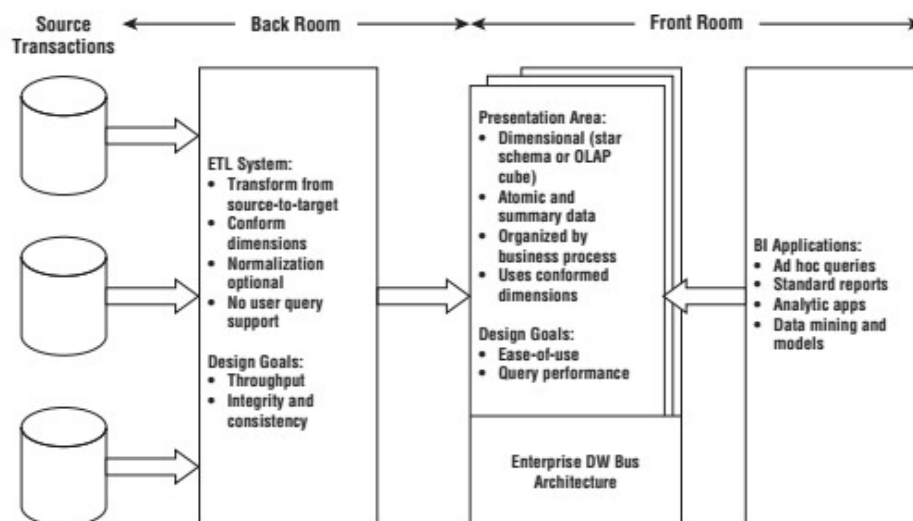 Source
Transactions
Back Room
Front Room
ETL System:
• Transform from
source-to-target
• Conform
dimensions
• Normalization
optional
• No user query
support
Design Goals:
• Throughput
• Integrity and
consistency
Presentation Area:
• Dimensional (star
schema or OLAP
cube)
• Atomic and
summary data
• Organized by
business process
• Uses conformed
dimensions
Design Goals:
• Ease-of-use
• Query performance
Enterprise DW Bus
Architecture
BI Applications:
• Ad hoc queries
• Standard reports
• Analytic apps
• Data mining and
models